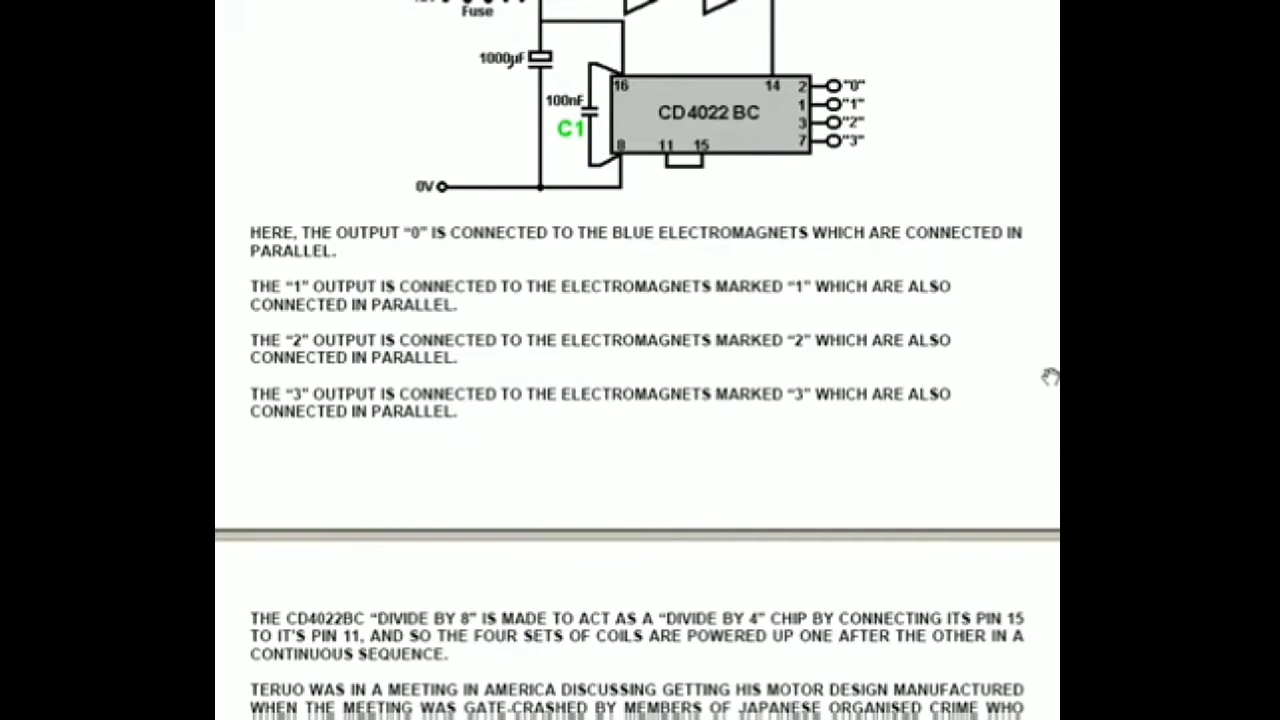 Fuse
1000µF
16
14
2
"0"
100nF
CD4022 BC
1
"1"
C1
3
"2"
8
11
15
7
"3"
0V
HERE, THE OUTPUT “0” IS CONNECTED TO THE BLUE ELECTROMAGNETS WHICH ARE CONNECTED IN
PARALLEL.
THE “1” OUTPUT IS CONNECTED TO THE ELECTROMAGNETS MARKED “1” WHICH ARE ALSO
CONNECTED IN PARALLEL.
THE “2” OUTPUT IS CONNECTED TO THE ELECTROMAGNETS MARKED “2” WHICH ARE ALSO
CONNECTED IN PARALLEL.
THE “3” OUTPUT IS CONNECTED TO THE ELECTROMAGNETS MARKED “3” WHICH ARE ALSO
CONNECTED IN PARALLEL.
THE CD4022BC “DIVIDE BY 8” IS MADE TO ACT AS A “DIVIDE BY 4” CHIP BY CONNECTING ITS PIN 15
TO IT'S PIN 11, AND SO THE FOUR SETS OF COILS ARE POWERED UP ONE AFTER THE OTHER IN A
CONTINUOUS SEQUENCE.
TERUO WAS IN A MEETING IN AMERICA DISCUSSING GETTING HIS MOTOR DESIGN MANUFACTURED
WHEN THE MEETING WAS GATE-CRASHED BY MEMBERS OF JAPANESE ORGANISED CRIME WHO